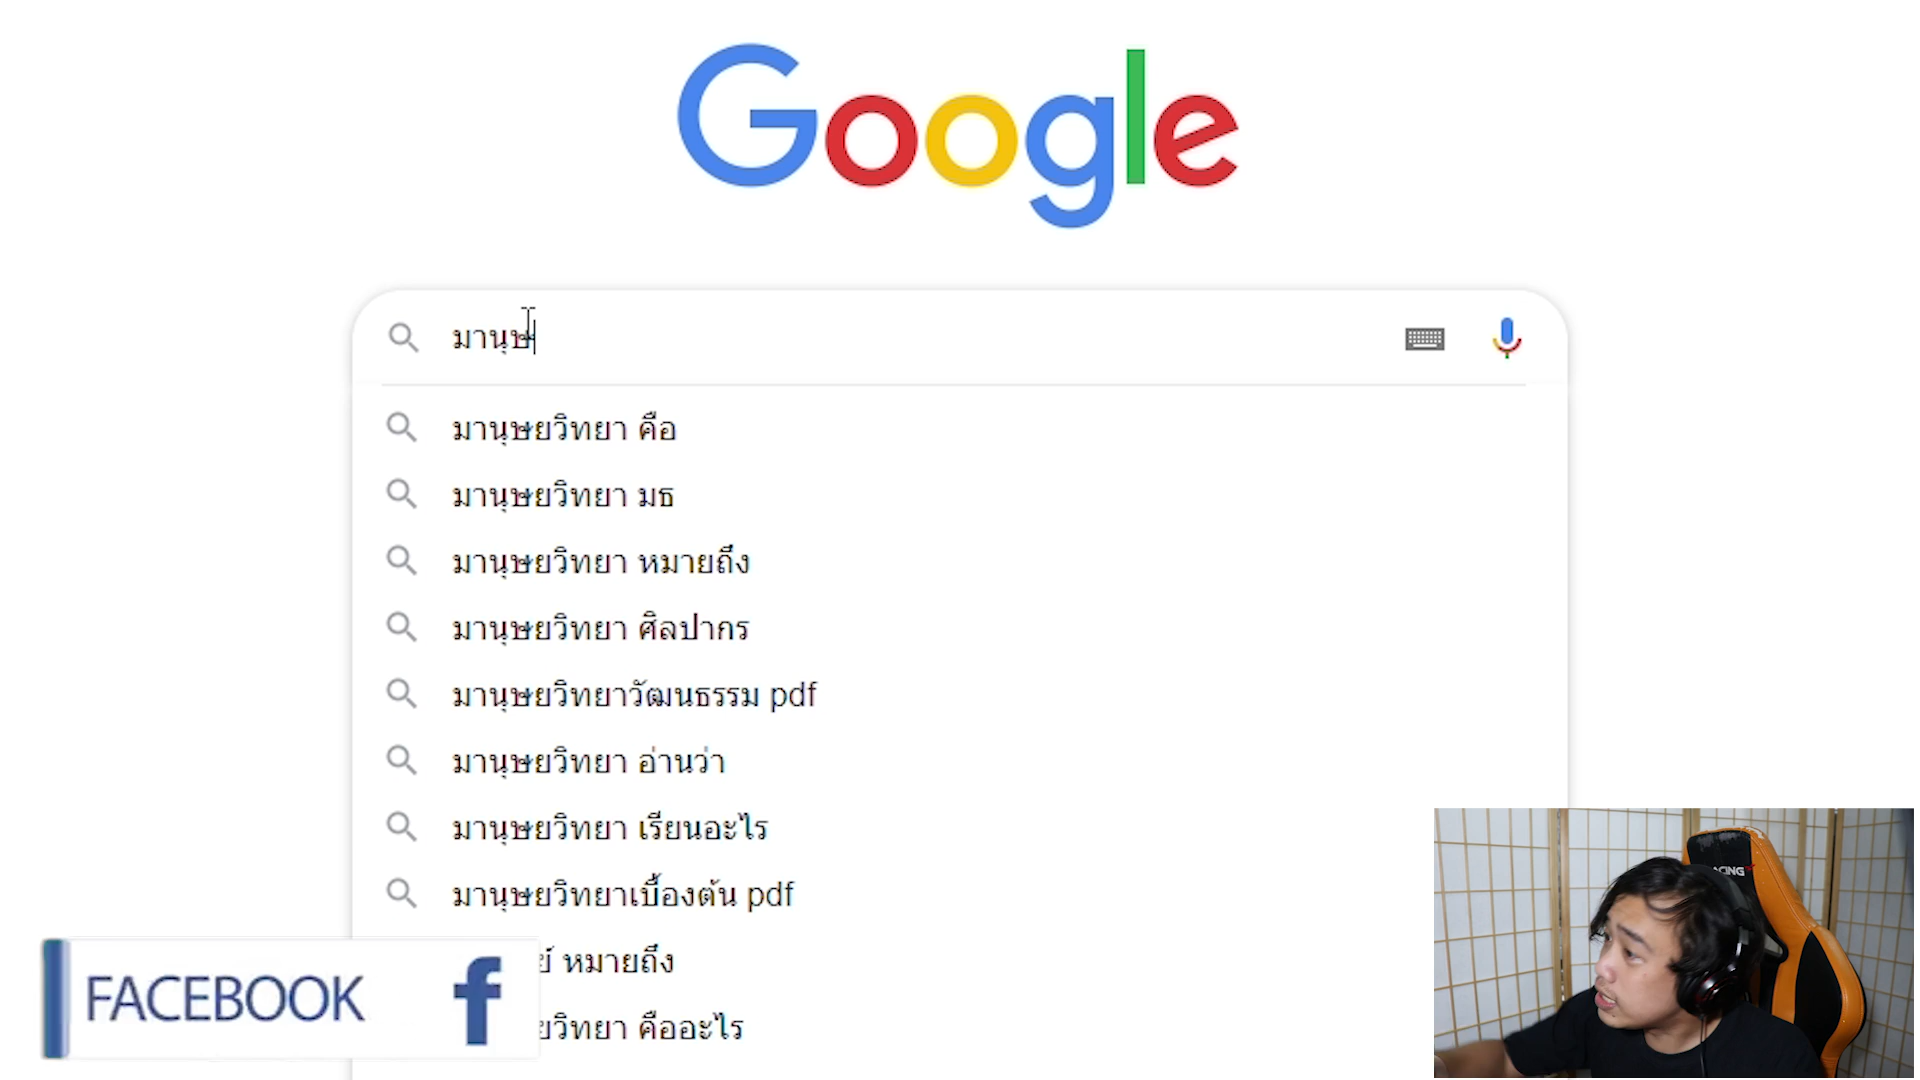 Google
มานุษ
มานุษยวิทยา คือ
มานุษยวิทยา มธ
มานุษยวิทยา หมายถึง
มานุษยวิทยา ศิลปากร
มานุษยวิทยาวัฒนธรรม pdf
มานุษยวิทยา อ่านว่า
มานุษยวิทยา เรียนอะไร
มานุษยวิทยาเบื้องต้น pdf
ย์ หมายถึง
ยวิทยา คืออะไร
FACEBOOK f
ACING